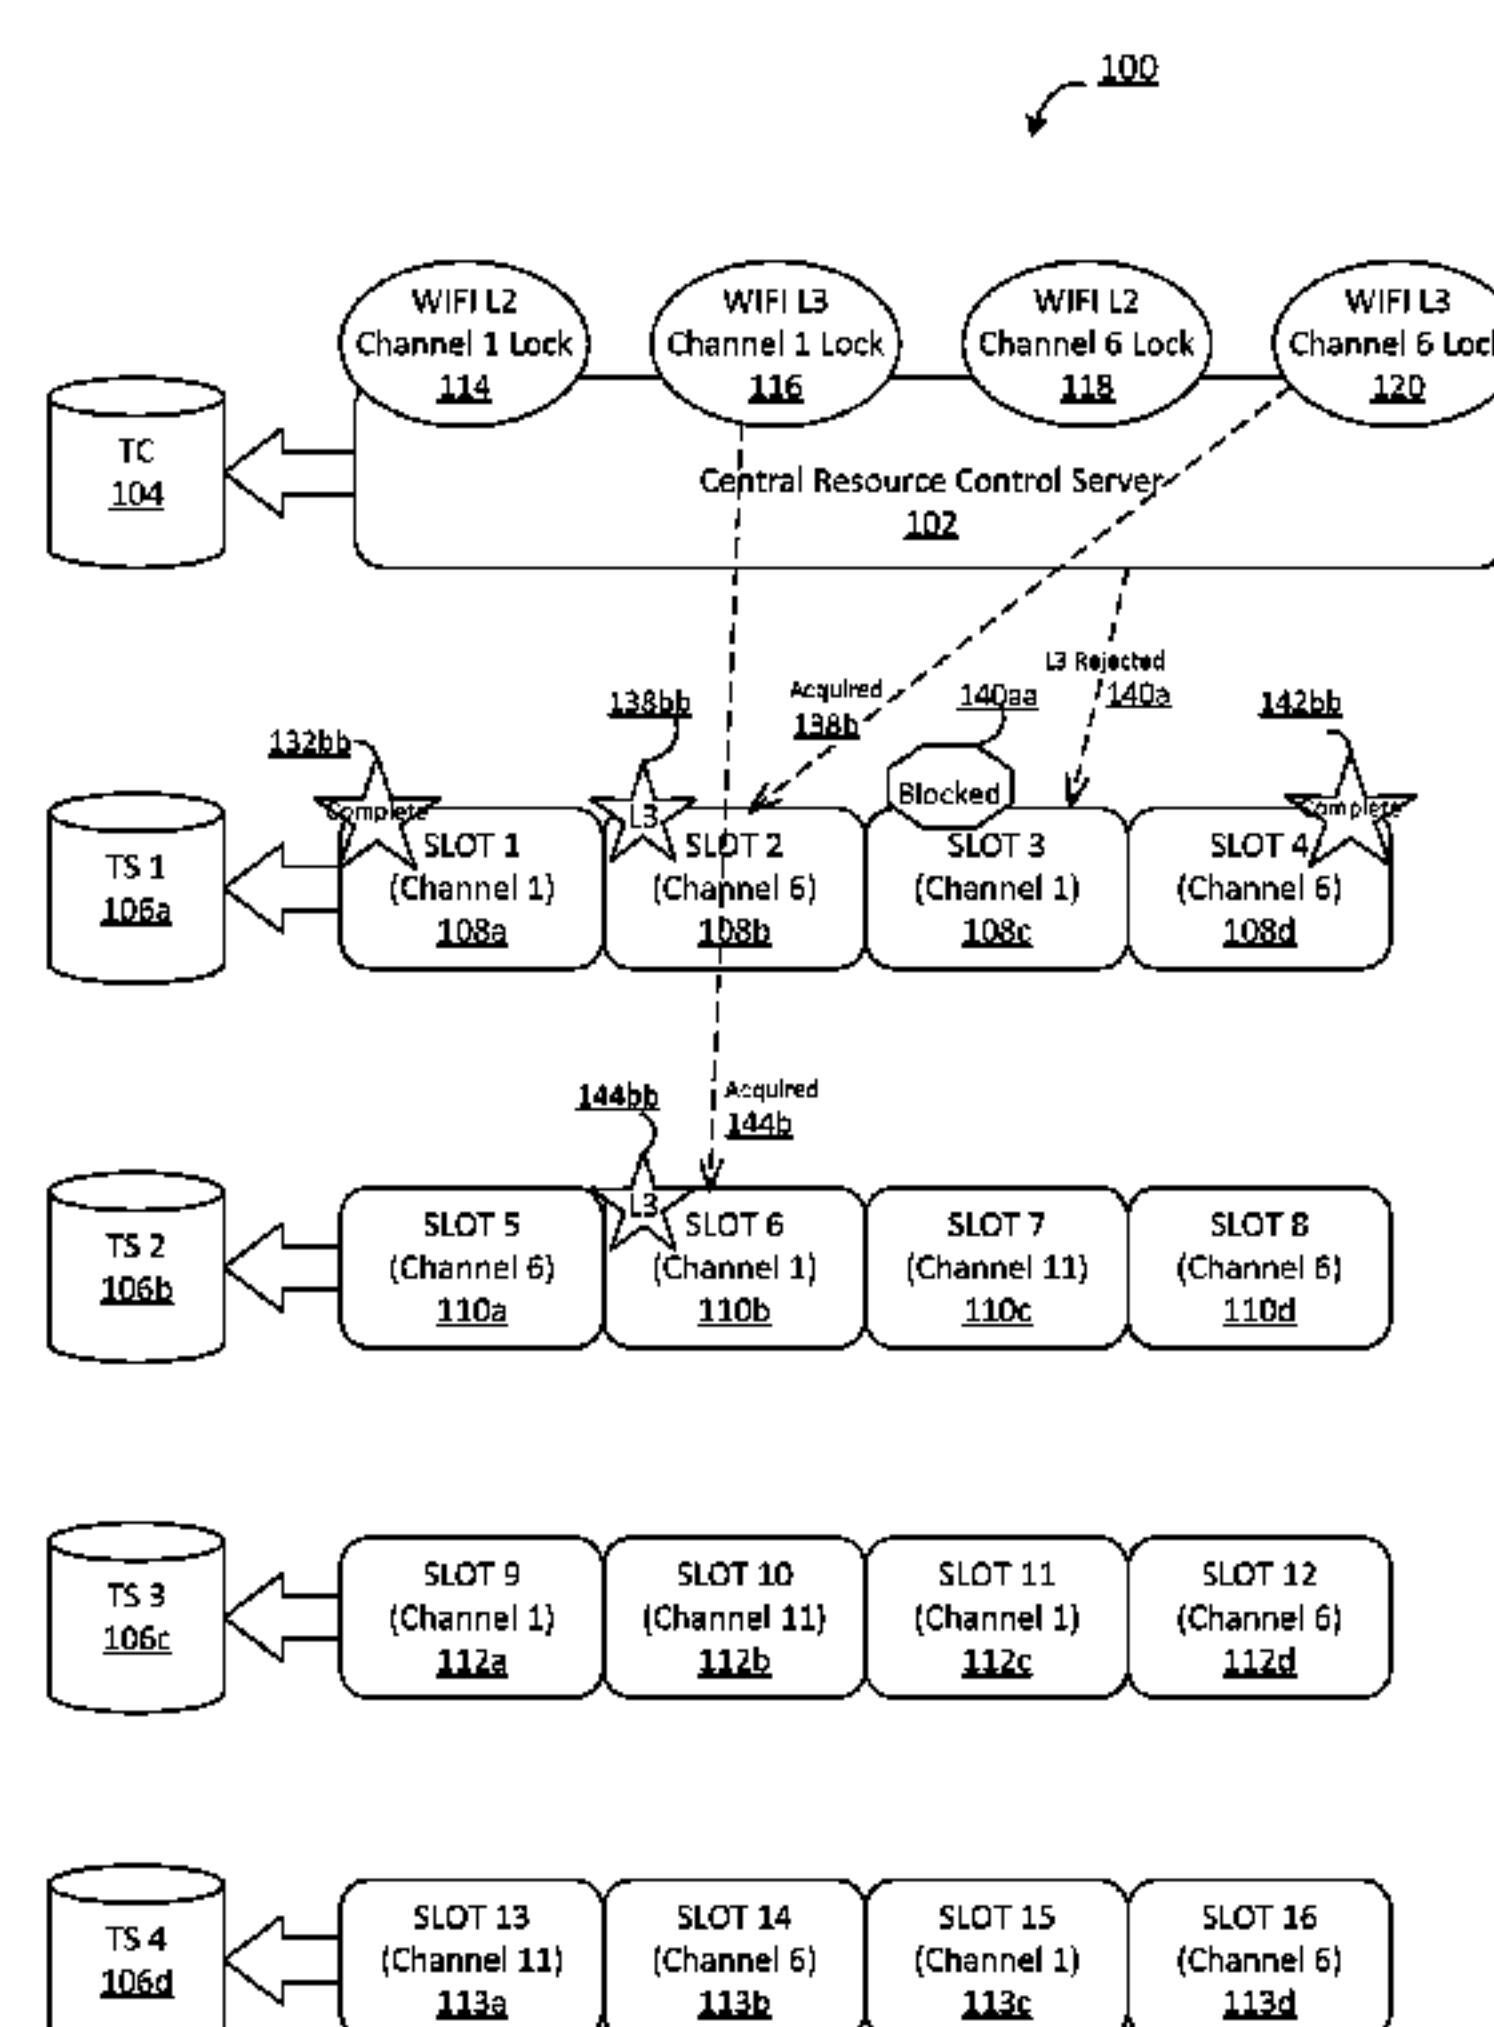 100
WIFI L2
Channel 1 Lock
114
WIFI L3
Channel 1 Lock
116
WIFI L2
Channel 6 Lock
118
WIFI L3
Channel 6 Lock
120
TC
104
Central Resource Control Server
102
L3 Rejected
140a
Acquired
138b
138bb
140aa
142bb
132bb
Complete
L3
Blocked
Complete
TS 1
106a
SLOT 1
(Channel 1)
108a
SLOT 2
(Channel 6)
108b
SLOT 3
(Channel 1)
108c
SLOT 4
(Channel 6)
108d
144bb
Acquired
144b
L3
TS 2
106b
SLOT 5
(Channel 6)
110a
SLOT 6
(Channel 1)
110b
SLOT 7
(Channel 11)
110c
SLOT 8
(Channel 6)
110d
TS 3
106c
SLOT 9
(Channel 1)
112a
SLOT 10
(Channel 11)
112b
SLOT 11
(Channel 1)
112c
SLOT 12
(Channel 6)
112d
TS 4
106d
SLOT 13
(Channel 11)
113a
SLOT 14
(Channel 6)
113b
SLOT 15
(Channel 1)
113c
SLOT 16
(Channel 6)
113d